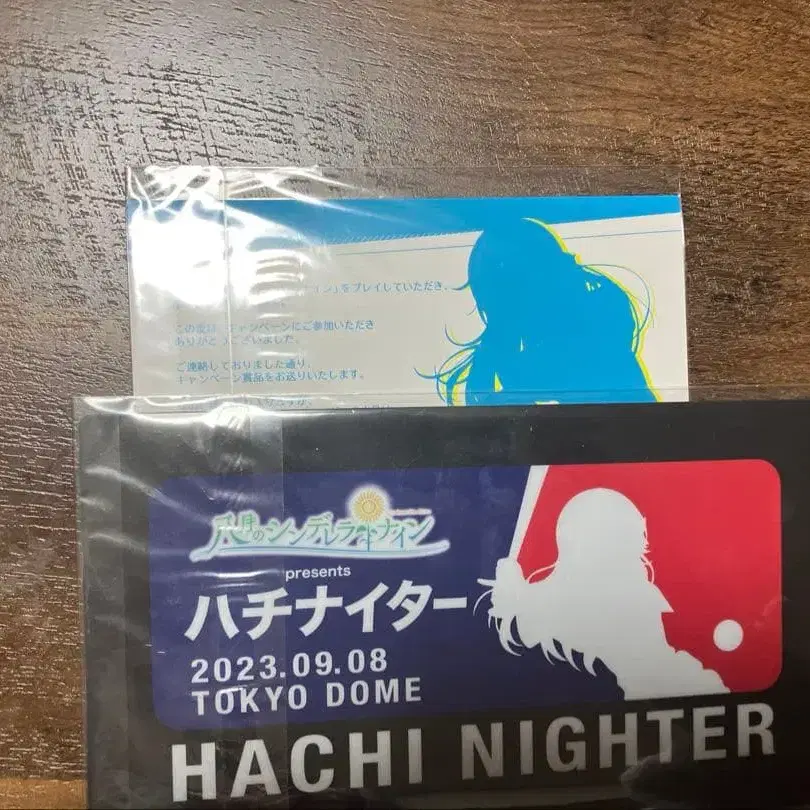 をプレイしていただき、
キャンペーンにご参加いただき
ありがとうございました。
ご連絡しておりました通り、
キャンペーン賞品をお送りいたします。
八月のシンデレラナイン
presents
ハチナイター
2023.09.08
TOKYO DOME
HACHI NIGHTER